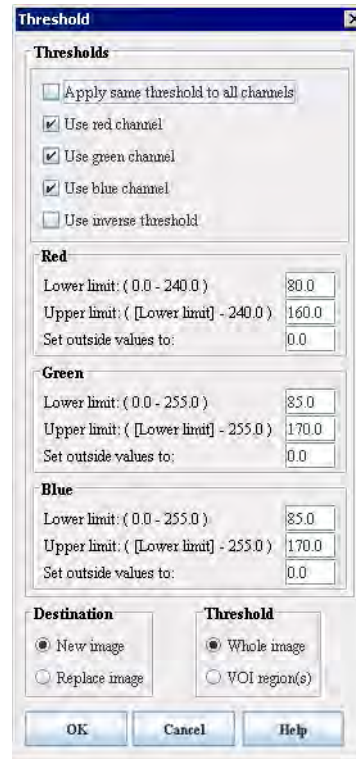 Threshold
Thresholds
Apply same threshold to all channels
Use red channel
Use green channel
Use blue channel
Use inverse threshold
Red
Lower limit: ( 0.0 - 240.0 ) 80.0
Upper limit: ( [Lower limit] - 240.0 ) 160.0
Set outside values to: 0.0
Green
Lower limit: ( 0.0 - 255.0 ) 85.0
Upper limit: ( [Lower limit] - 255.0 ) 170.0
Set outside values to: 0.0
Blue
Lower limit: ( 0.0 - 255.0 ) 85.0
Upper limit: ( [Lower limit] - 255.0 ) 170.0
Set outside values to: 0.0
Destination Threshold
New image Whole image
Replace image VOI region(s)
OK Cancel Help